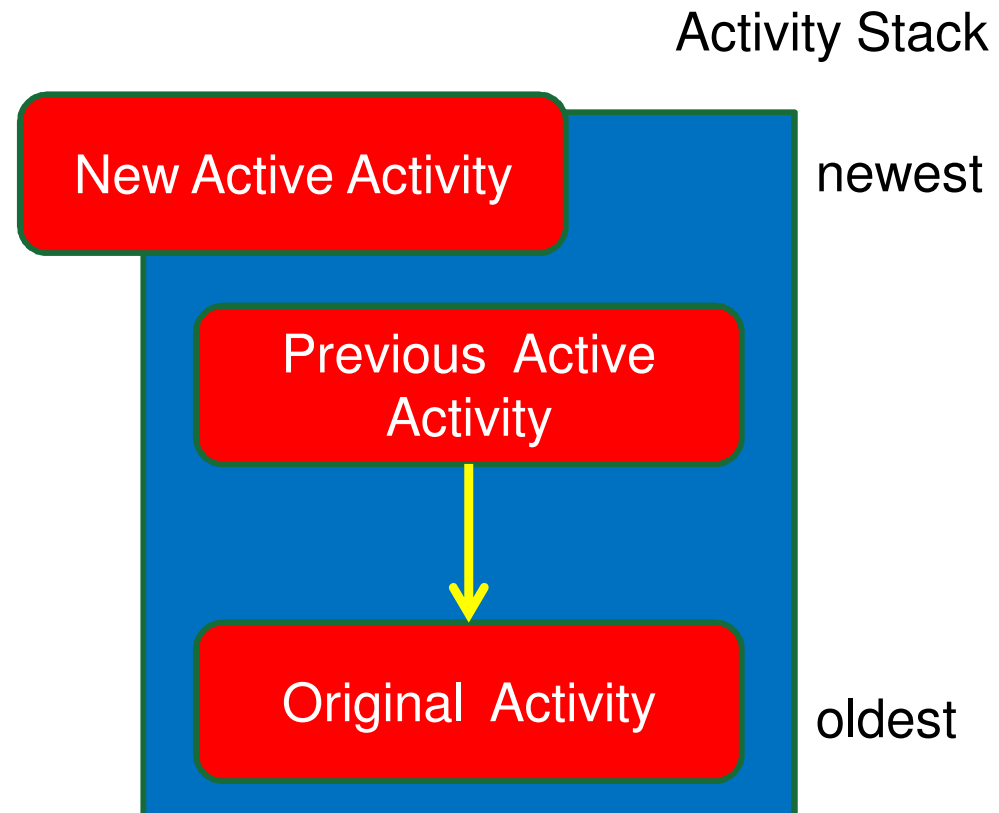 Activity Stack
New Active Activity
newest
Previous Active
Activity
Original Activity
oldest